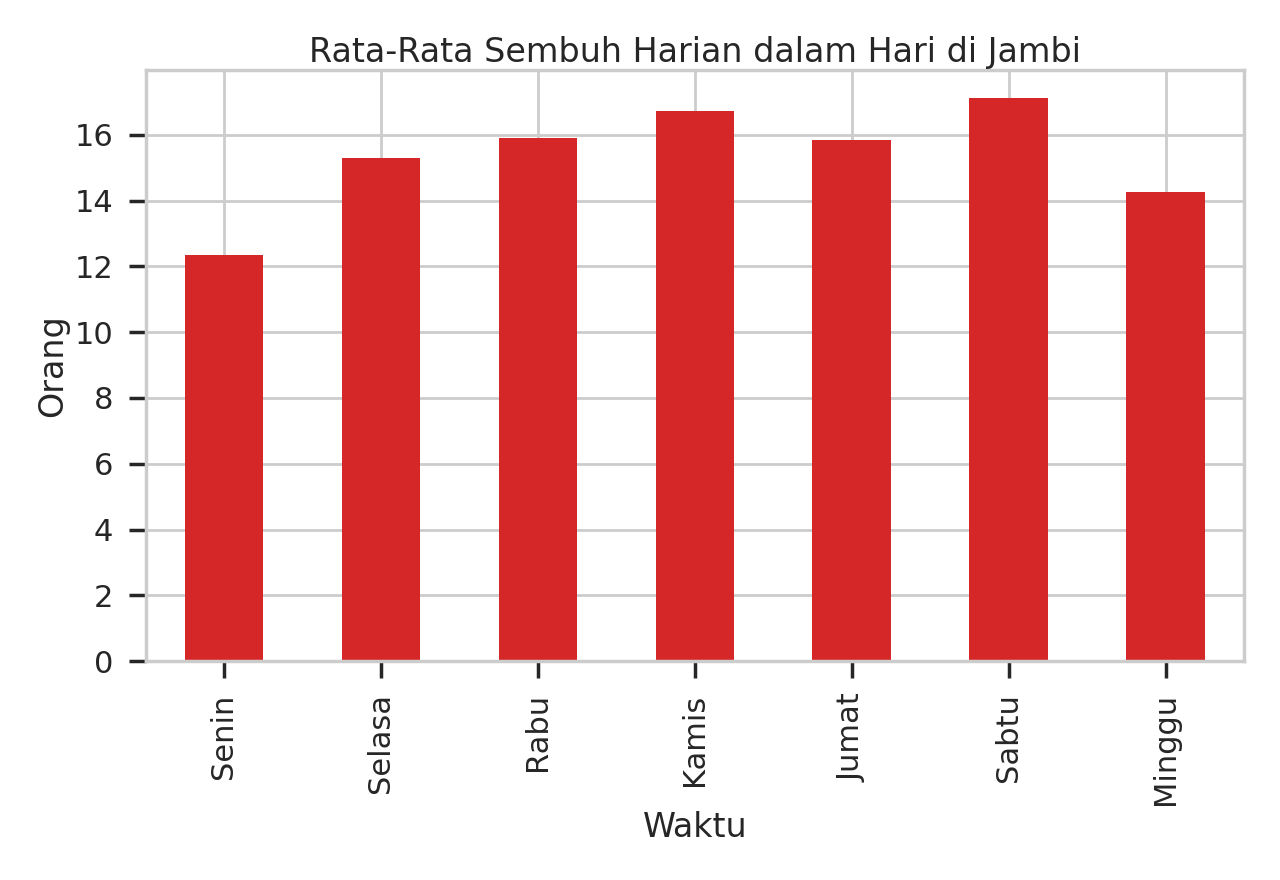 Rata-Rata Sembuh Harian dalam Hari di Jambi
Orang
16
14
12
10
8
6
4
2
0
Senin
Selasa
Rabu
Kamis
Jumat
Sabtu
Minggu
Waktu